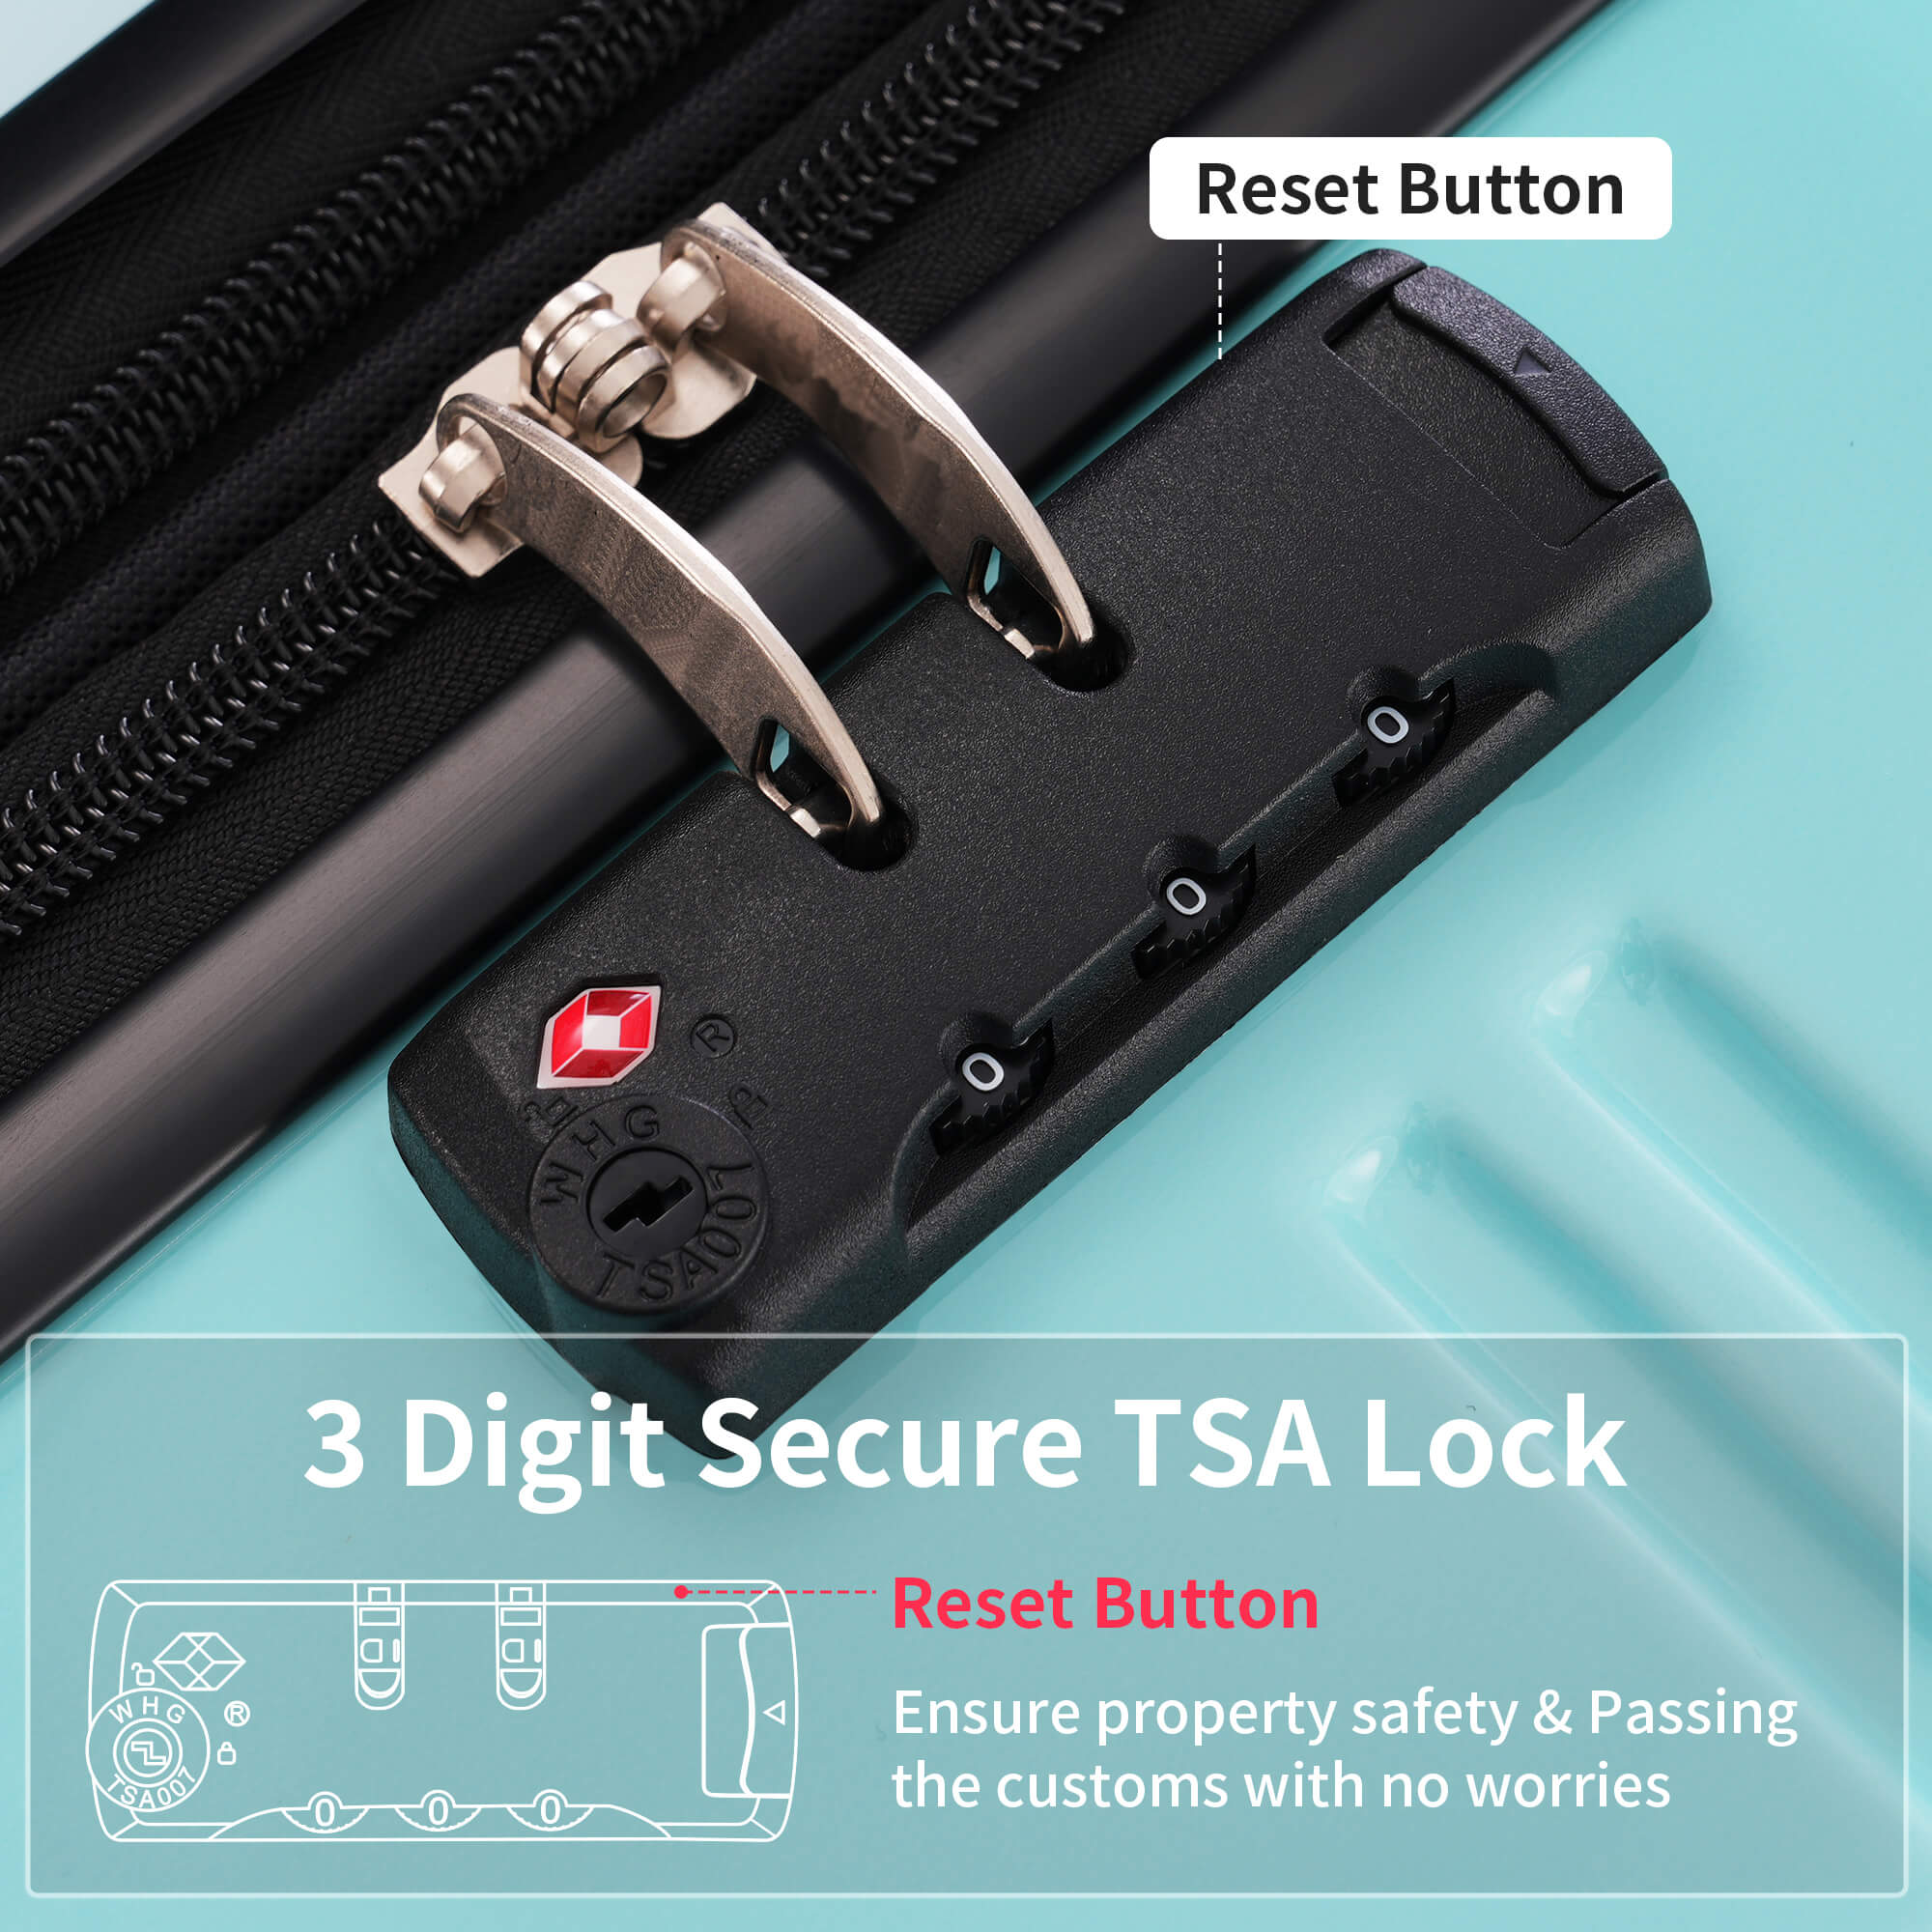 Reset Button
0
0
0
®
WHG
TSA007
3 Digit Secure TSA Lock
Reset Button
WHG
®
TSA007
0 0 0
Ensure property safety & Passing
the customs with no worries